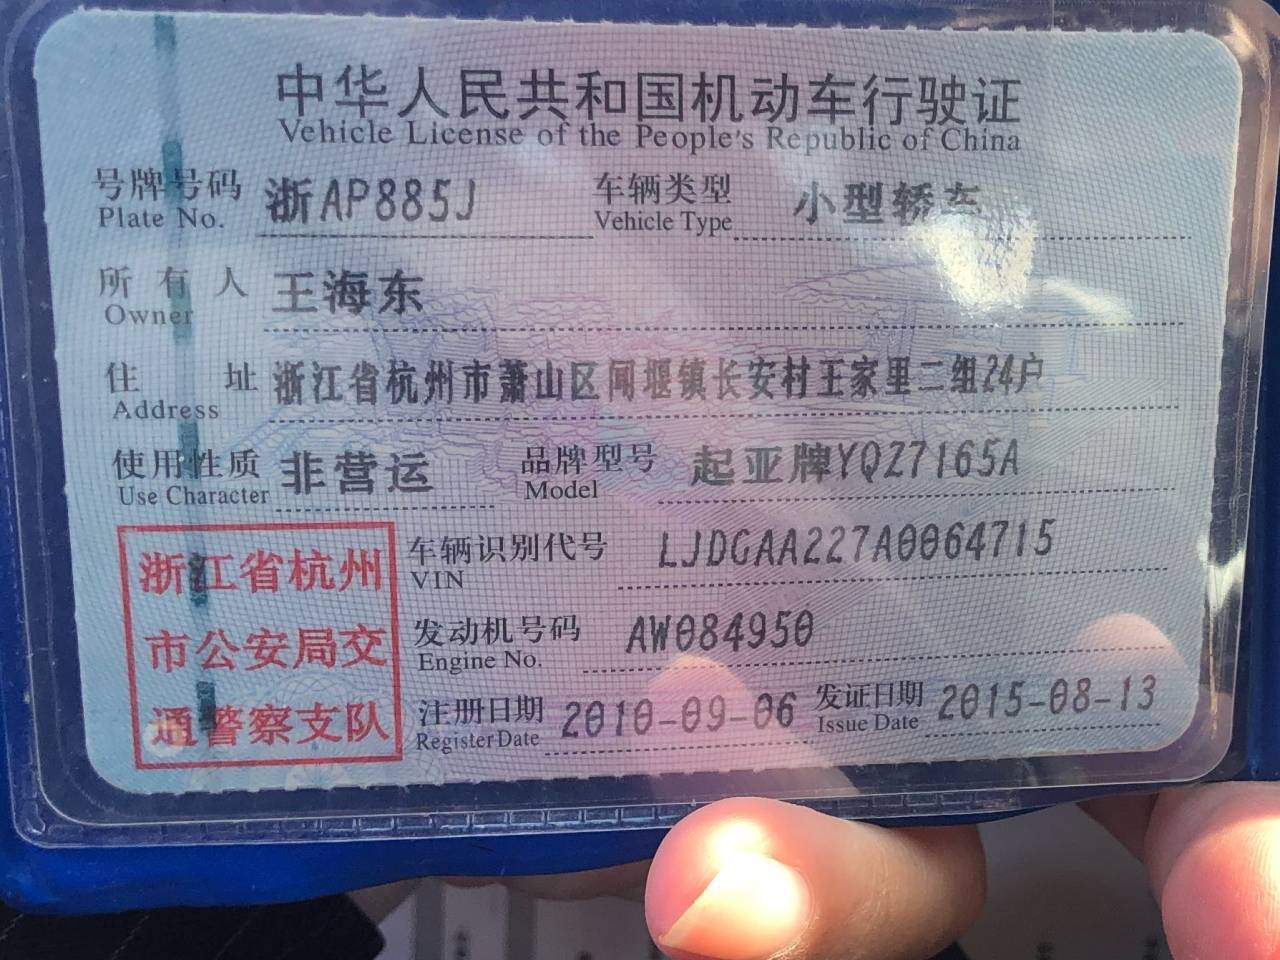 中华人民共和国机动车行驶证
Vehicle License of the People's Republic of China
号牌号码 浙AP885J 车辆类型 小型轿车
Plate No. Vehicle Type
所有人 王海东
Owner
住址 浙江省杭州市萧山区闻堰镇长安村王家里二组24户
Address
使用性质 非营运 品牌型号 起亚牌YQZ7165A
Use Character Model
浙江省杭州
市公安局交
通警察支队
车辆识别代号 LJDGAA227A0064715
VIN
发动机号码 AW084950
Engine No.
注册日期 2010-09-06 发证日期 2015-08-13
Register Date Issue Date